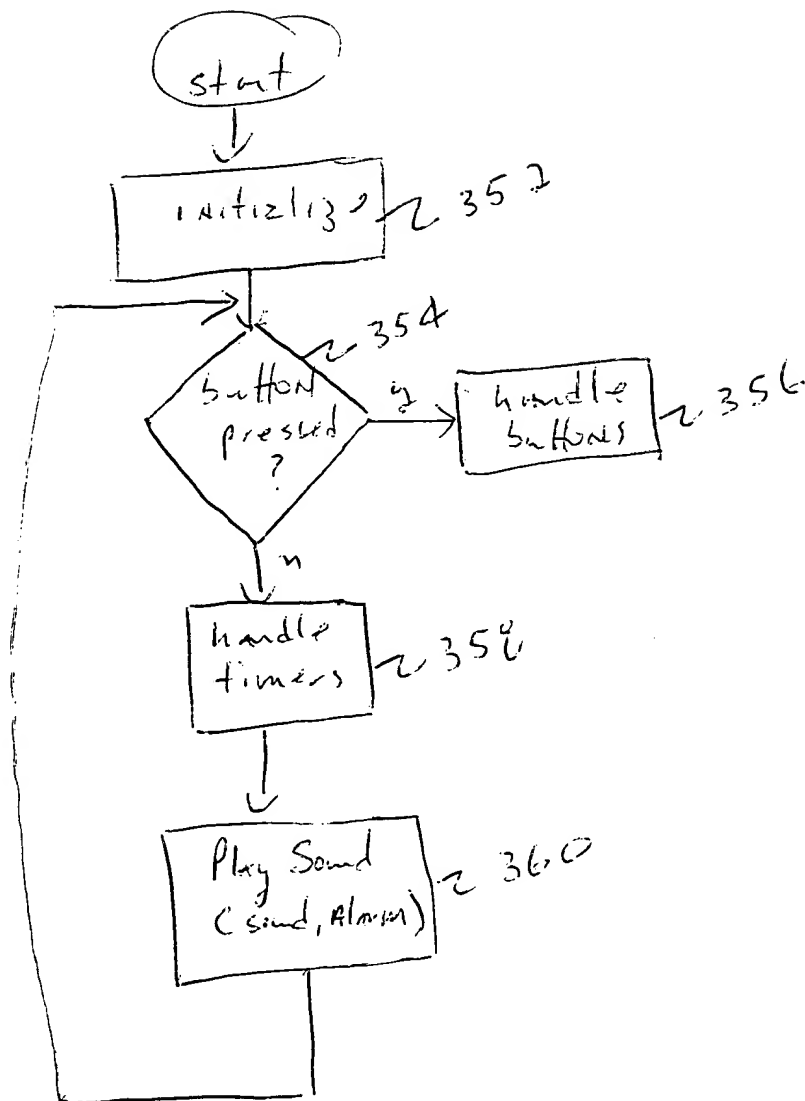 start
initialize
352
354
button
pressed
?
y
handle
buttons
356
n
handle
timers
358
Play Sound
(sound, Alarm)
360